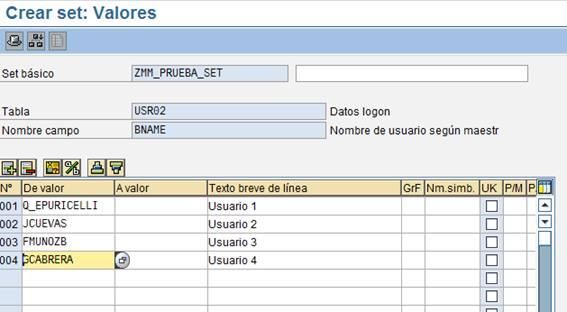 Crear set: Valores
Set básico ZMM_PRUEBA_SET
Tabla USR02 Datos logon
Nombre campo BNAME Nombre de usuario según maestr
Nº De valor A valor Texto breve de línea GrF Nm.simb. UK P/M P.
001 Q_EPURICELLI Usuario 1
002 JCUEVAS Usuario 2
003 FMUNOZB Usuario 3
004 SCABRERA Usuario 4